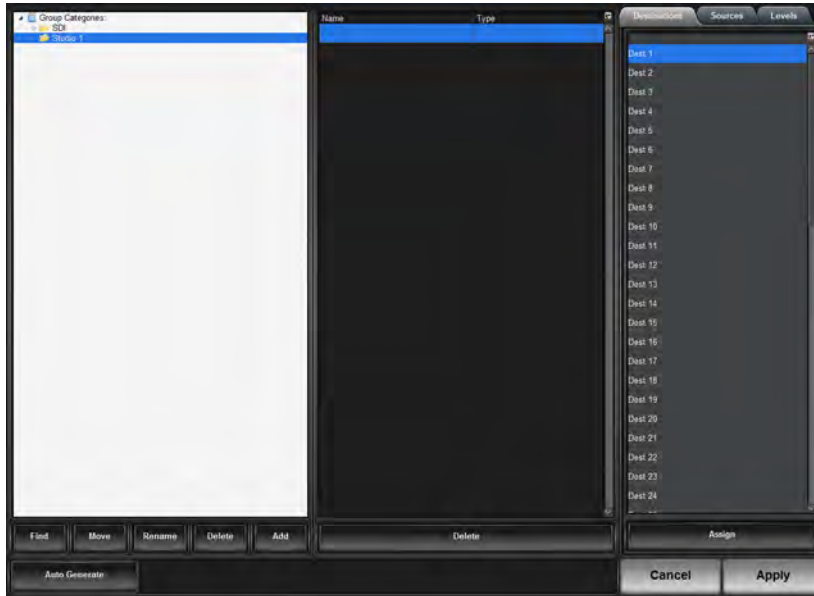 Group Categories:
SDI
Studio 1
Name Type
Destinations Sources Levels
Dest 1
Dest 2
Dest 3
Dest 4
Dest 5
Dest 6
Dest 7
Dest 8
Dest 9
Dest 10
Dest 11
Dest 12
Dest 13
Dest 14
Dest 15
Dest 16
Dest 17
Dest 18
Dest 19
Dest 20
Dest 21
Dest 22
Dest 23
Dest 24
Find Move Rename Delete Add
Delete
Assign
Auto Generate
Cancel Apply